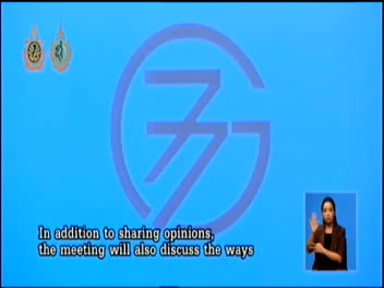 In addition to sharing opinions,
the meeting will also discuss the ways